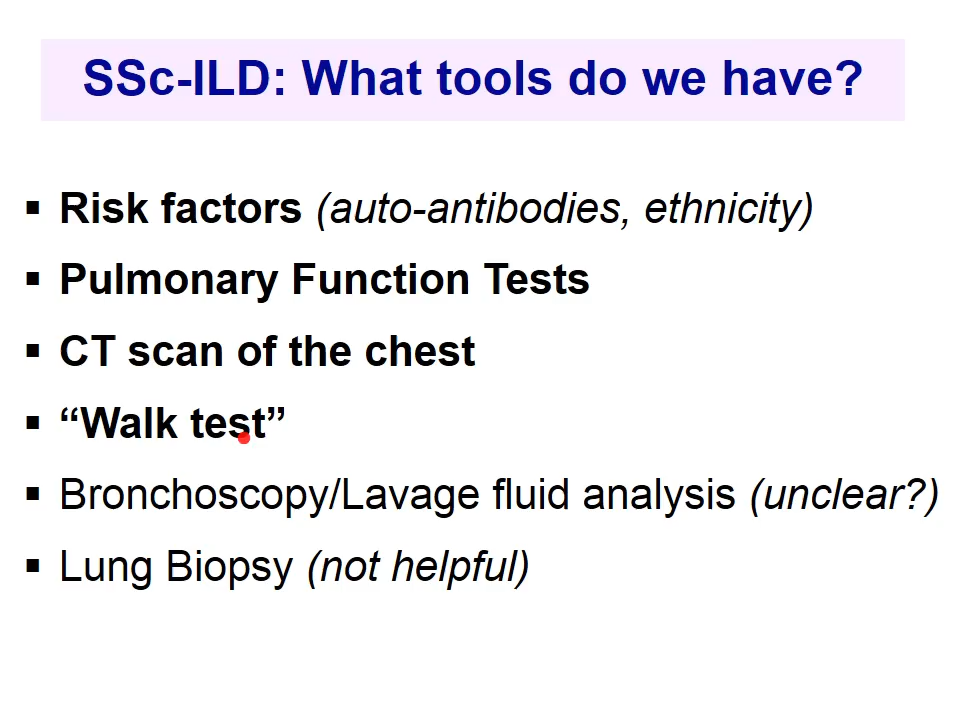 SSc-ILD: What tools do we have?
▪ Risk factors (auto-antibodies, ethnicity)
▪ Pulmonary Function Tests
▪ CT scan of the chest
▪ “Walk test”
▪ Bronchoscopy/Lavage fluid analysis (unclear?)
▪ Lung Biopsy (not helpful)